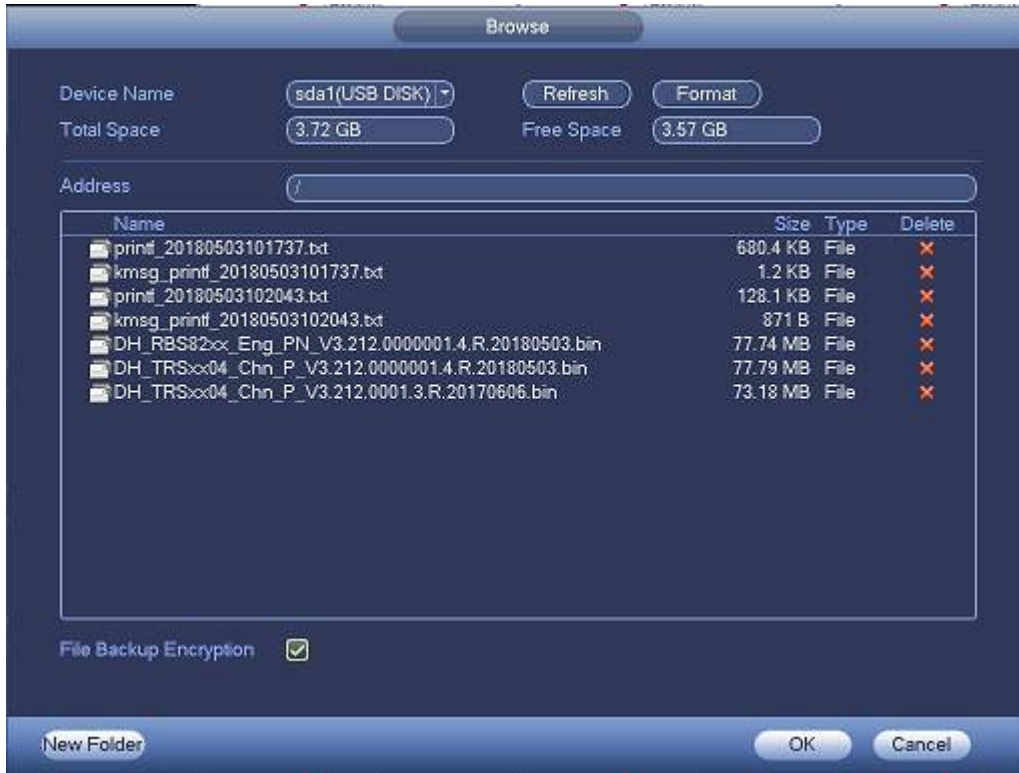 Browse
Device Name sda1(USB DISK) Refresh Format
Total Space 3.72 GB Free Space 3.57 GB
Address /
Name Size Type Delete
printf_20180503101737.txt 680.4 KB File
kmsg_printf_20180503101737.txt 1.2 KB File
printf_20180503102043.txt 128.1 KB File
kmsg_printf_20180503102043.txt 871 B File
DH_RBS82xx_Eng_PN_V3.212.0000001.4.R.20180503.bin 77.74 MB File
DH_TRSxx04_Chn_P_V3.212.0000001.4.R.20180503.bin 77.79 MB File
DH_TRSxx04_Chn_P_V3.212.0001.3.R.20170606.bin 73.18 MB File
File Backup Encryption
New Folder OK Cancel